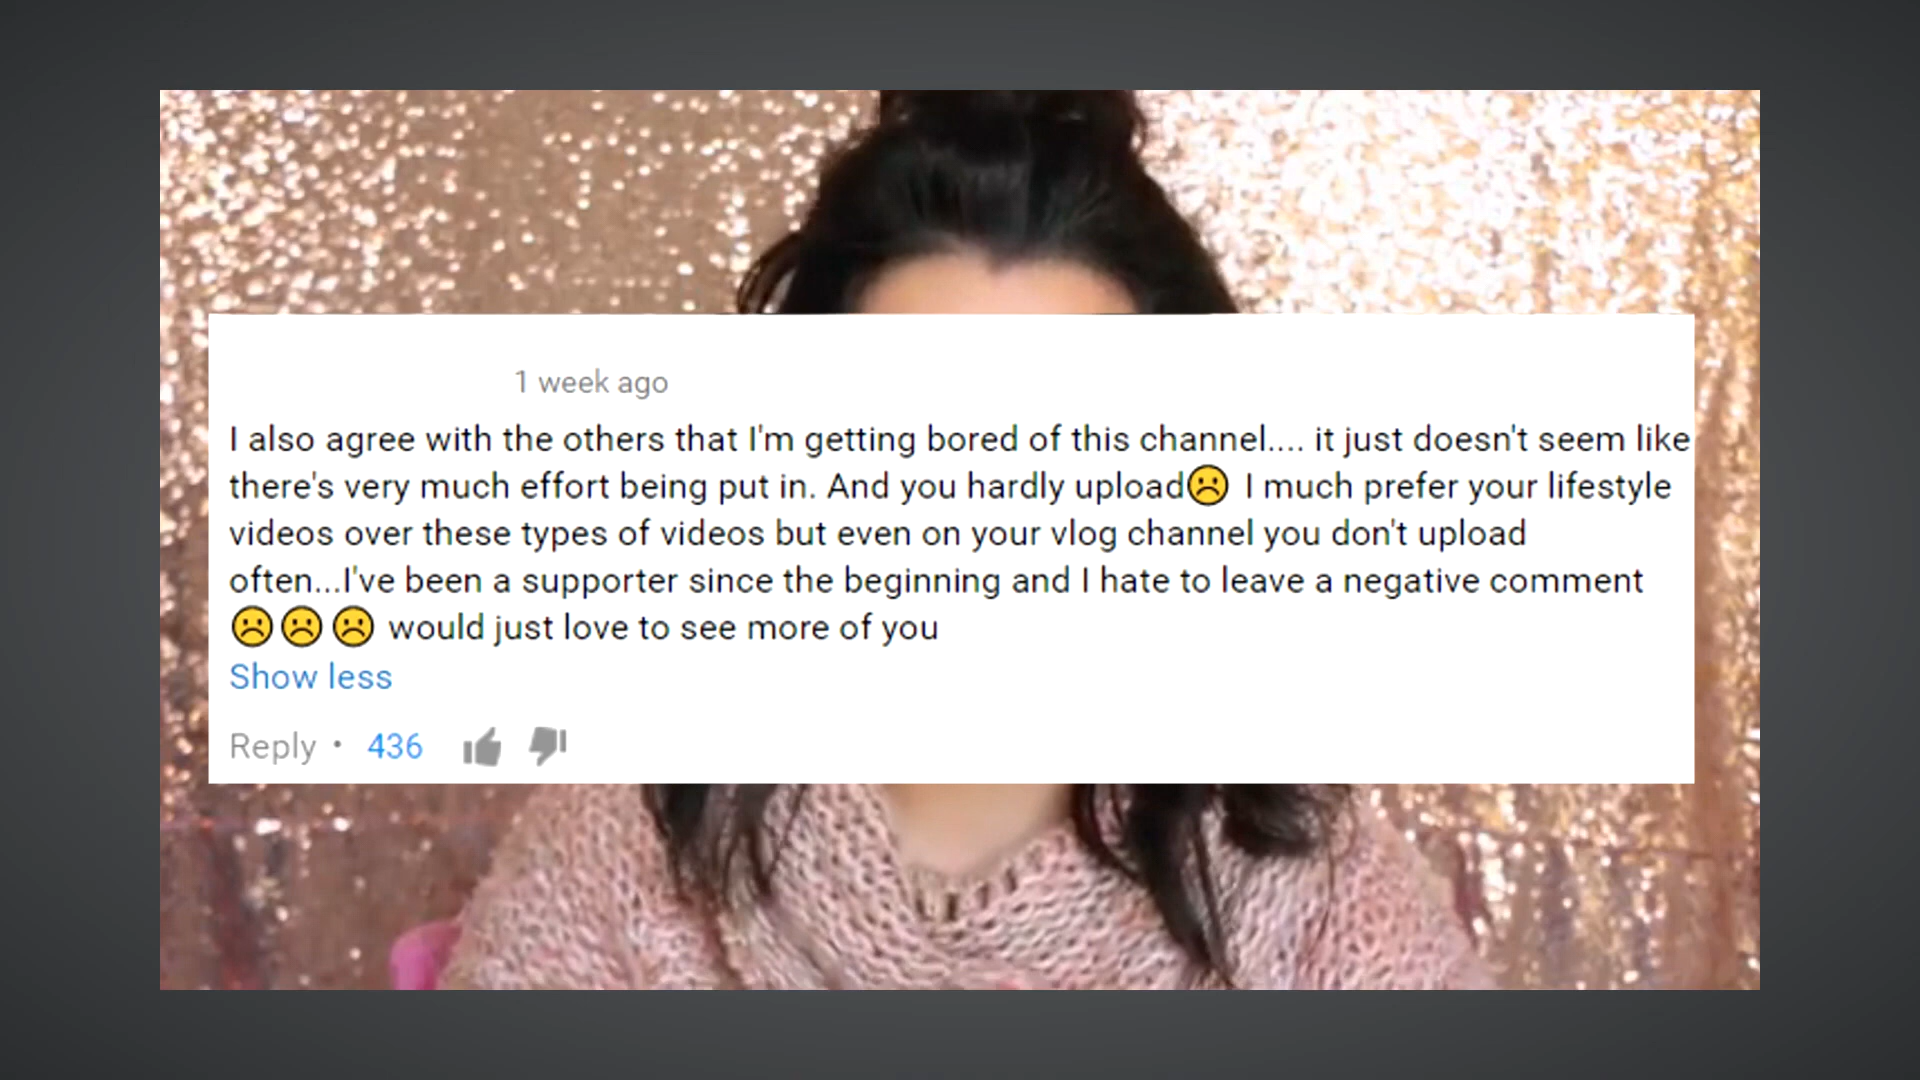 1 week ago
I also agree with the others that I'm getting bored of this channel.... it just doesn't seem like
there's very much effort being put in. And you hardly upload☹️ I much prefer your lifestyle
videos over these types of videos but even on your vlog channel you don't upload
often...I've been a supporter since the beginning and I hate to leave a negative comment
☹️☹️☹️ would just love to see more of you
Show less
Reply • 436